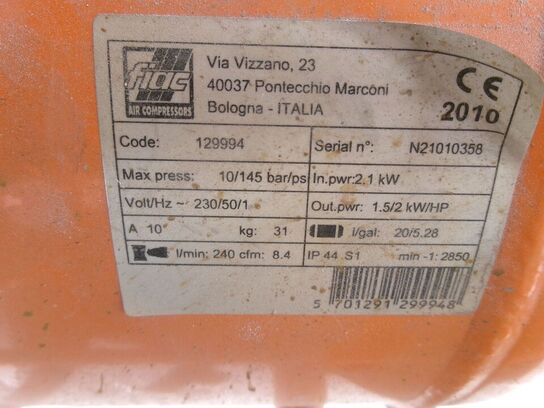 fiac
AIR COMPRESSORS
Via Vizzano, 23
40037 Pontecchio Marconi
Bologna - ITALIA
CE
2010
Code: 129994 Serial n°: N21010358
Max press: 10/145 bar/ps In.pwr:2.1 kW
Volt/Hz ~ 230/50/1 Out.pwr: 1.5/2 kW/HP
A 10° kg: 31 l/gal: 20/5.28
l/min: 240 cfm: 8.4 IP 44 S1 min -1: 2850
5 701291 299948